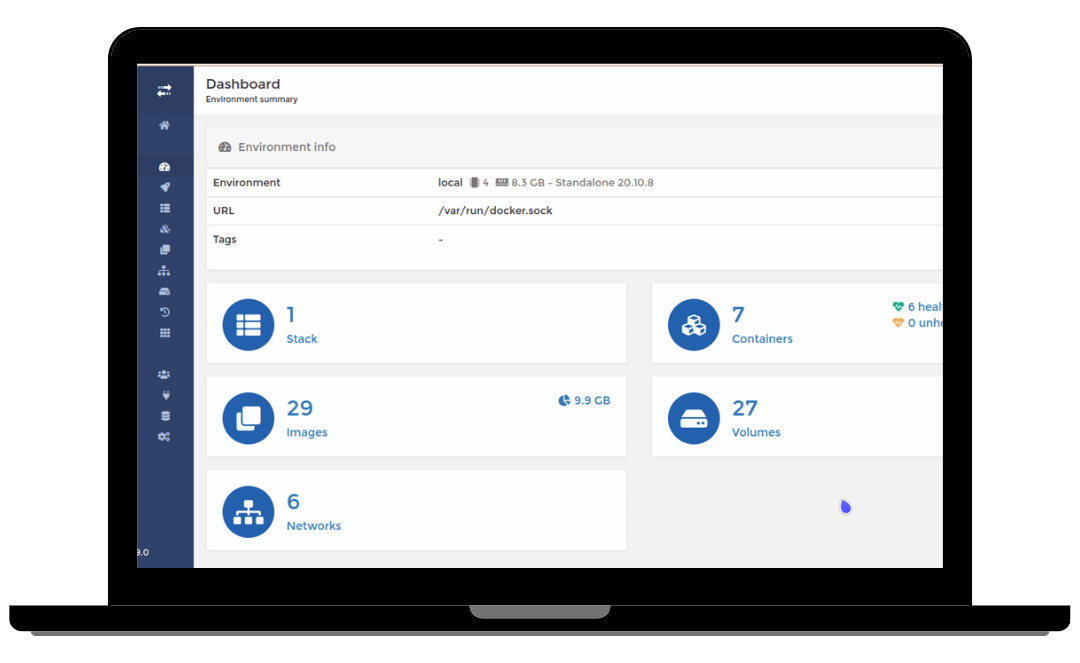 Dashboard
Environment summary
Environment info
Environment local 4 8.3 GB - Standalone 20.10.8
URL /var/run/docker.sock
Tags -
1
Stack
7
Containers
6 heal
0 unhe
29
Images
9.9 GB
27
Volumes
6
Networks
9.0